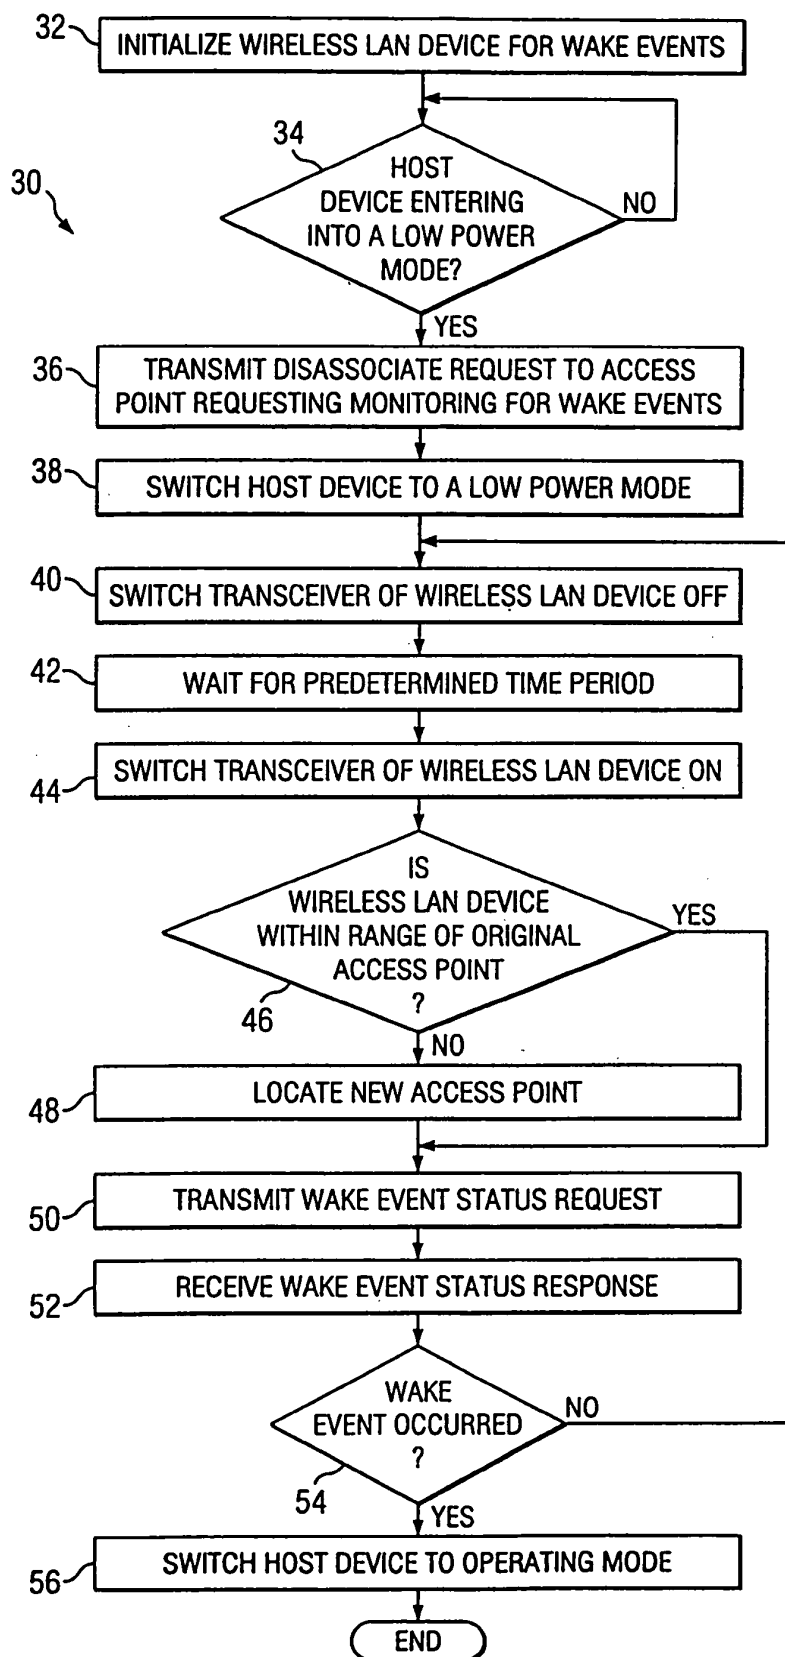 32
INITIALIZE WIRELESS LAN DEVICE FOR WAKE EVENTS
34
30
HOST
DEVICE ENTERING
INTO A LOW POWER
MODE?
NO
YES
36
TRANSMIT DISASSOCIATE REQUEST TO ACCESS
POINT REQUESTING MONITORING FOR WAKE EVENTS
38
SWITCH HOST DEVICE TO A LOW POWER MODE
40
SWITCH TRANSCEIVER OF WIRELESS LAN DEVICE OFF
42
WAIT FOR PREDETERMINED TIME PERIOD
44
SWITCH TRANSCEIVER OF WIRELESS LAN DEVICE ON
IS
WIRELESS LAN DEVICE
WITHIN RANGE OF ORIGINAL
ACCESS POINT
?
YES
46
NO
48
LOCATE NEW ACCESS POINT
50
TRANSMIT WAKE EVENT STATUS REQUEST
52
RECEIVE WAKE EVENT STATUS RESPONSE
WAKE
EVENT OCCURRED
?
NO
54
YES
56
SWITCH HOST DEVICE TO OPERATING MODE
END